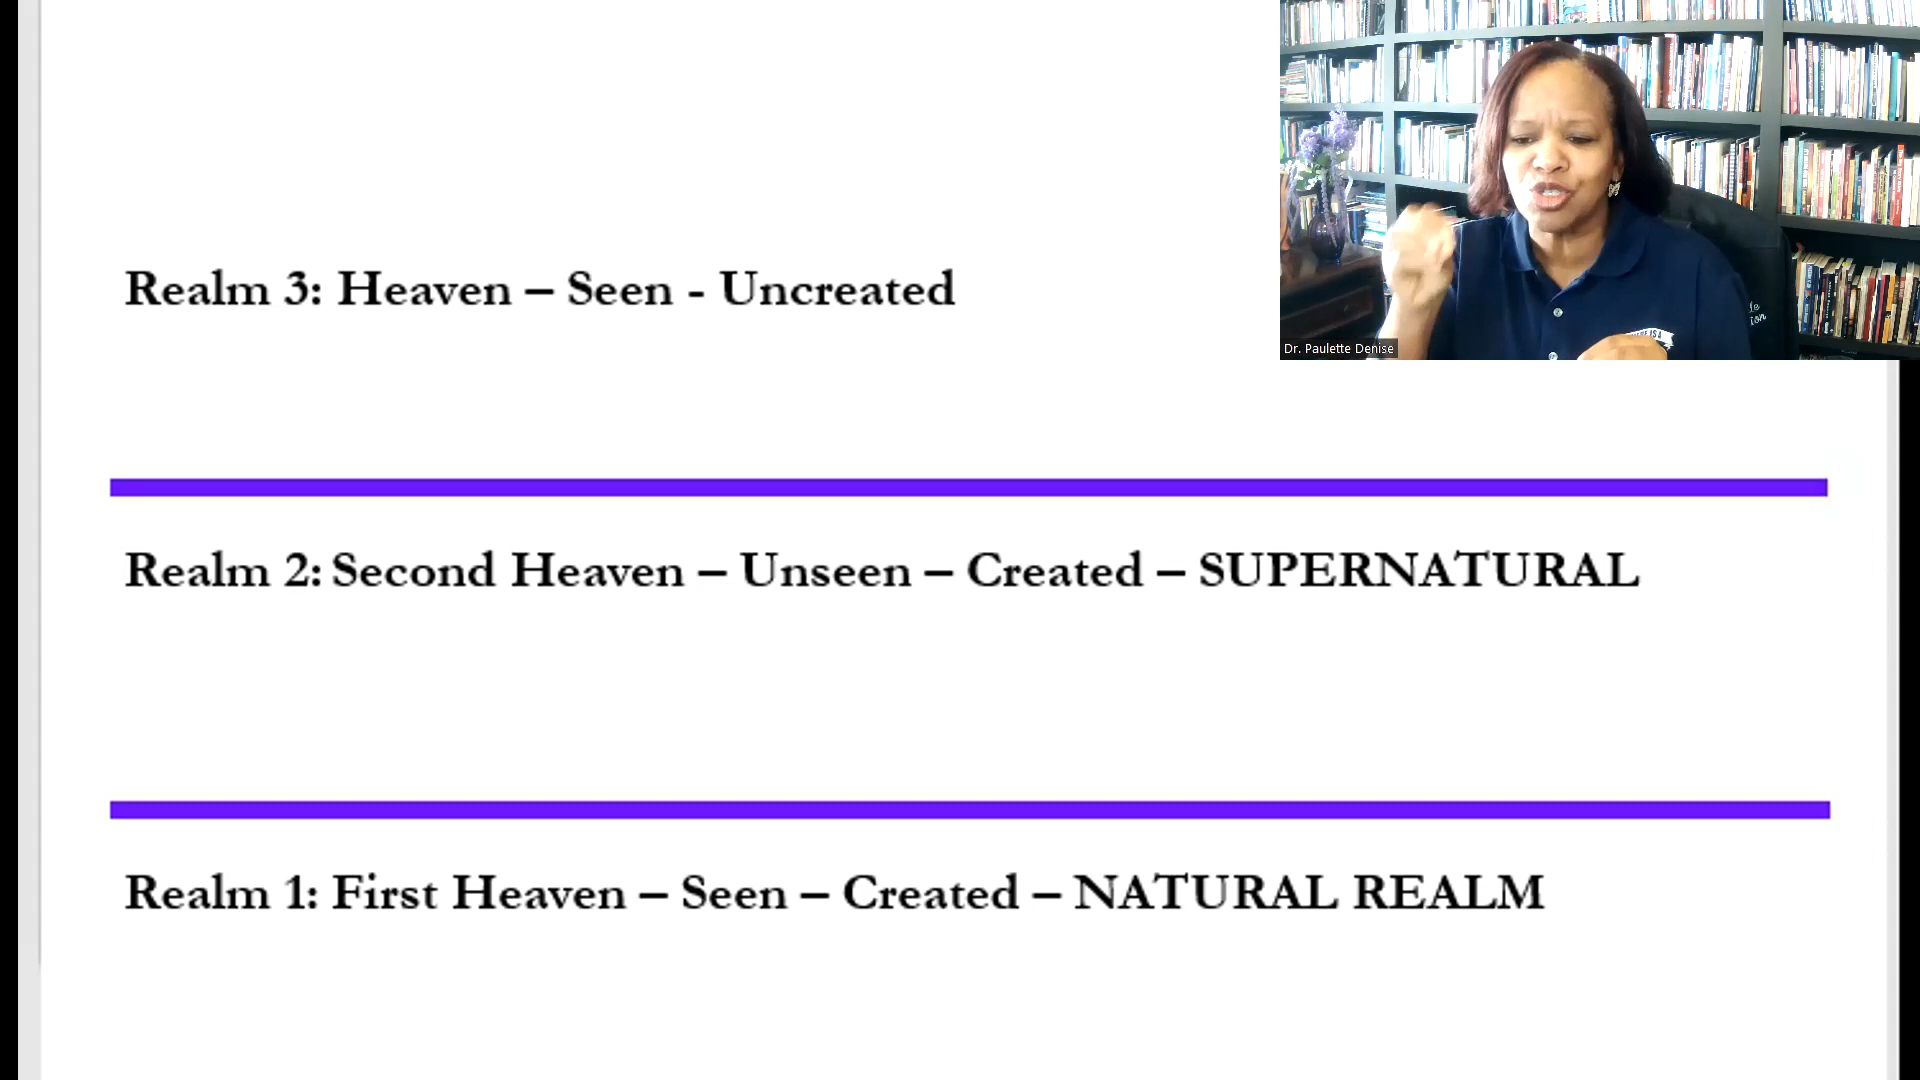 Realm 3: Heaven – Seen - Uncreated
Dr. Paulette Denise
Realm 2: Second Heaven – Unseen – Created – SUPERNATURAL
Realm 1: First Heaven – Seen – Created – NATURAL REALM